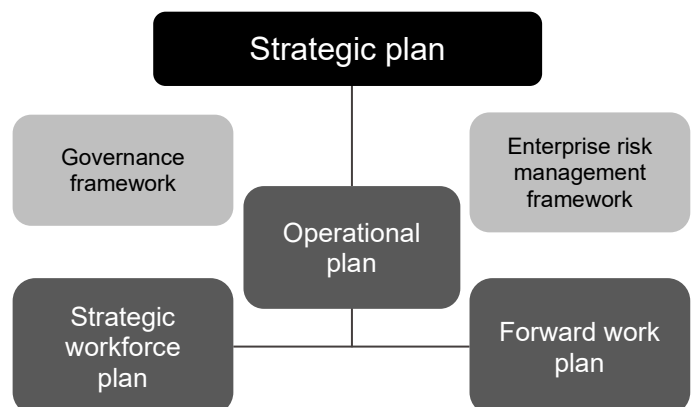 Strategic plan
Governance
framework
Enterprise risk
management
framework
Operational
plan
Strategic
workforce
plan
Forward work
plan